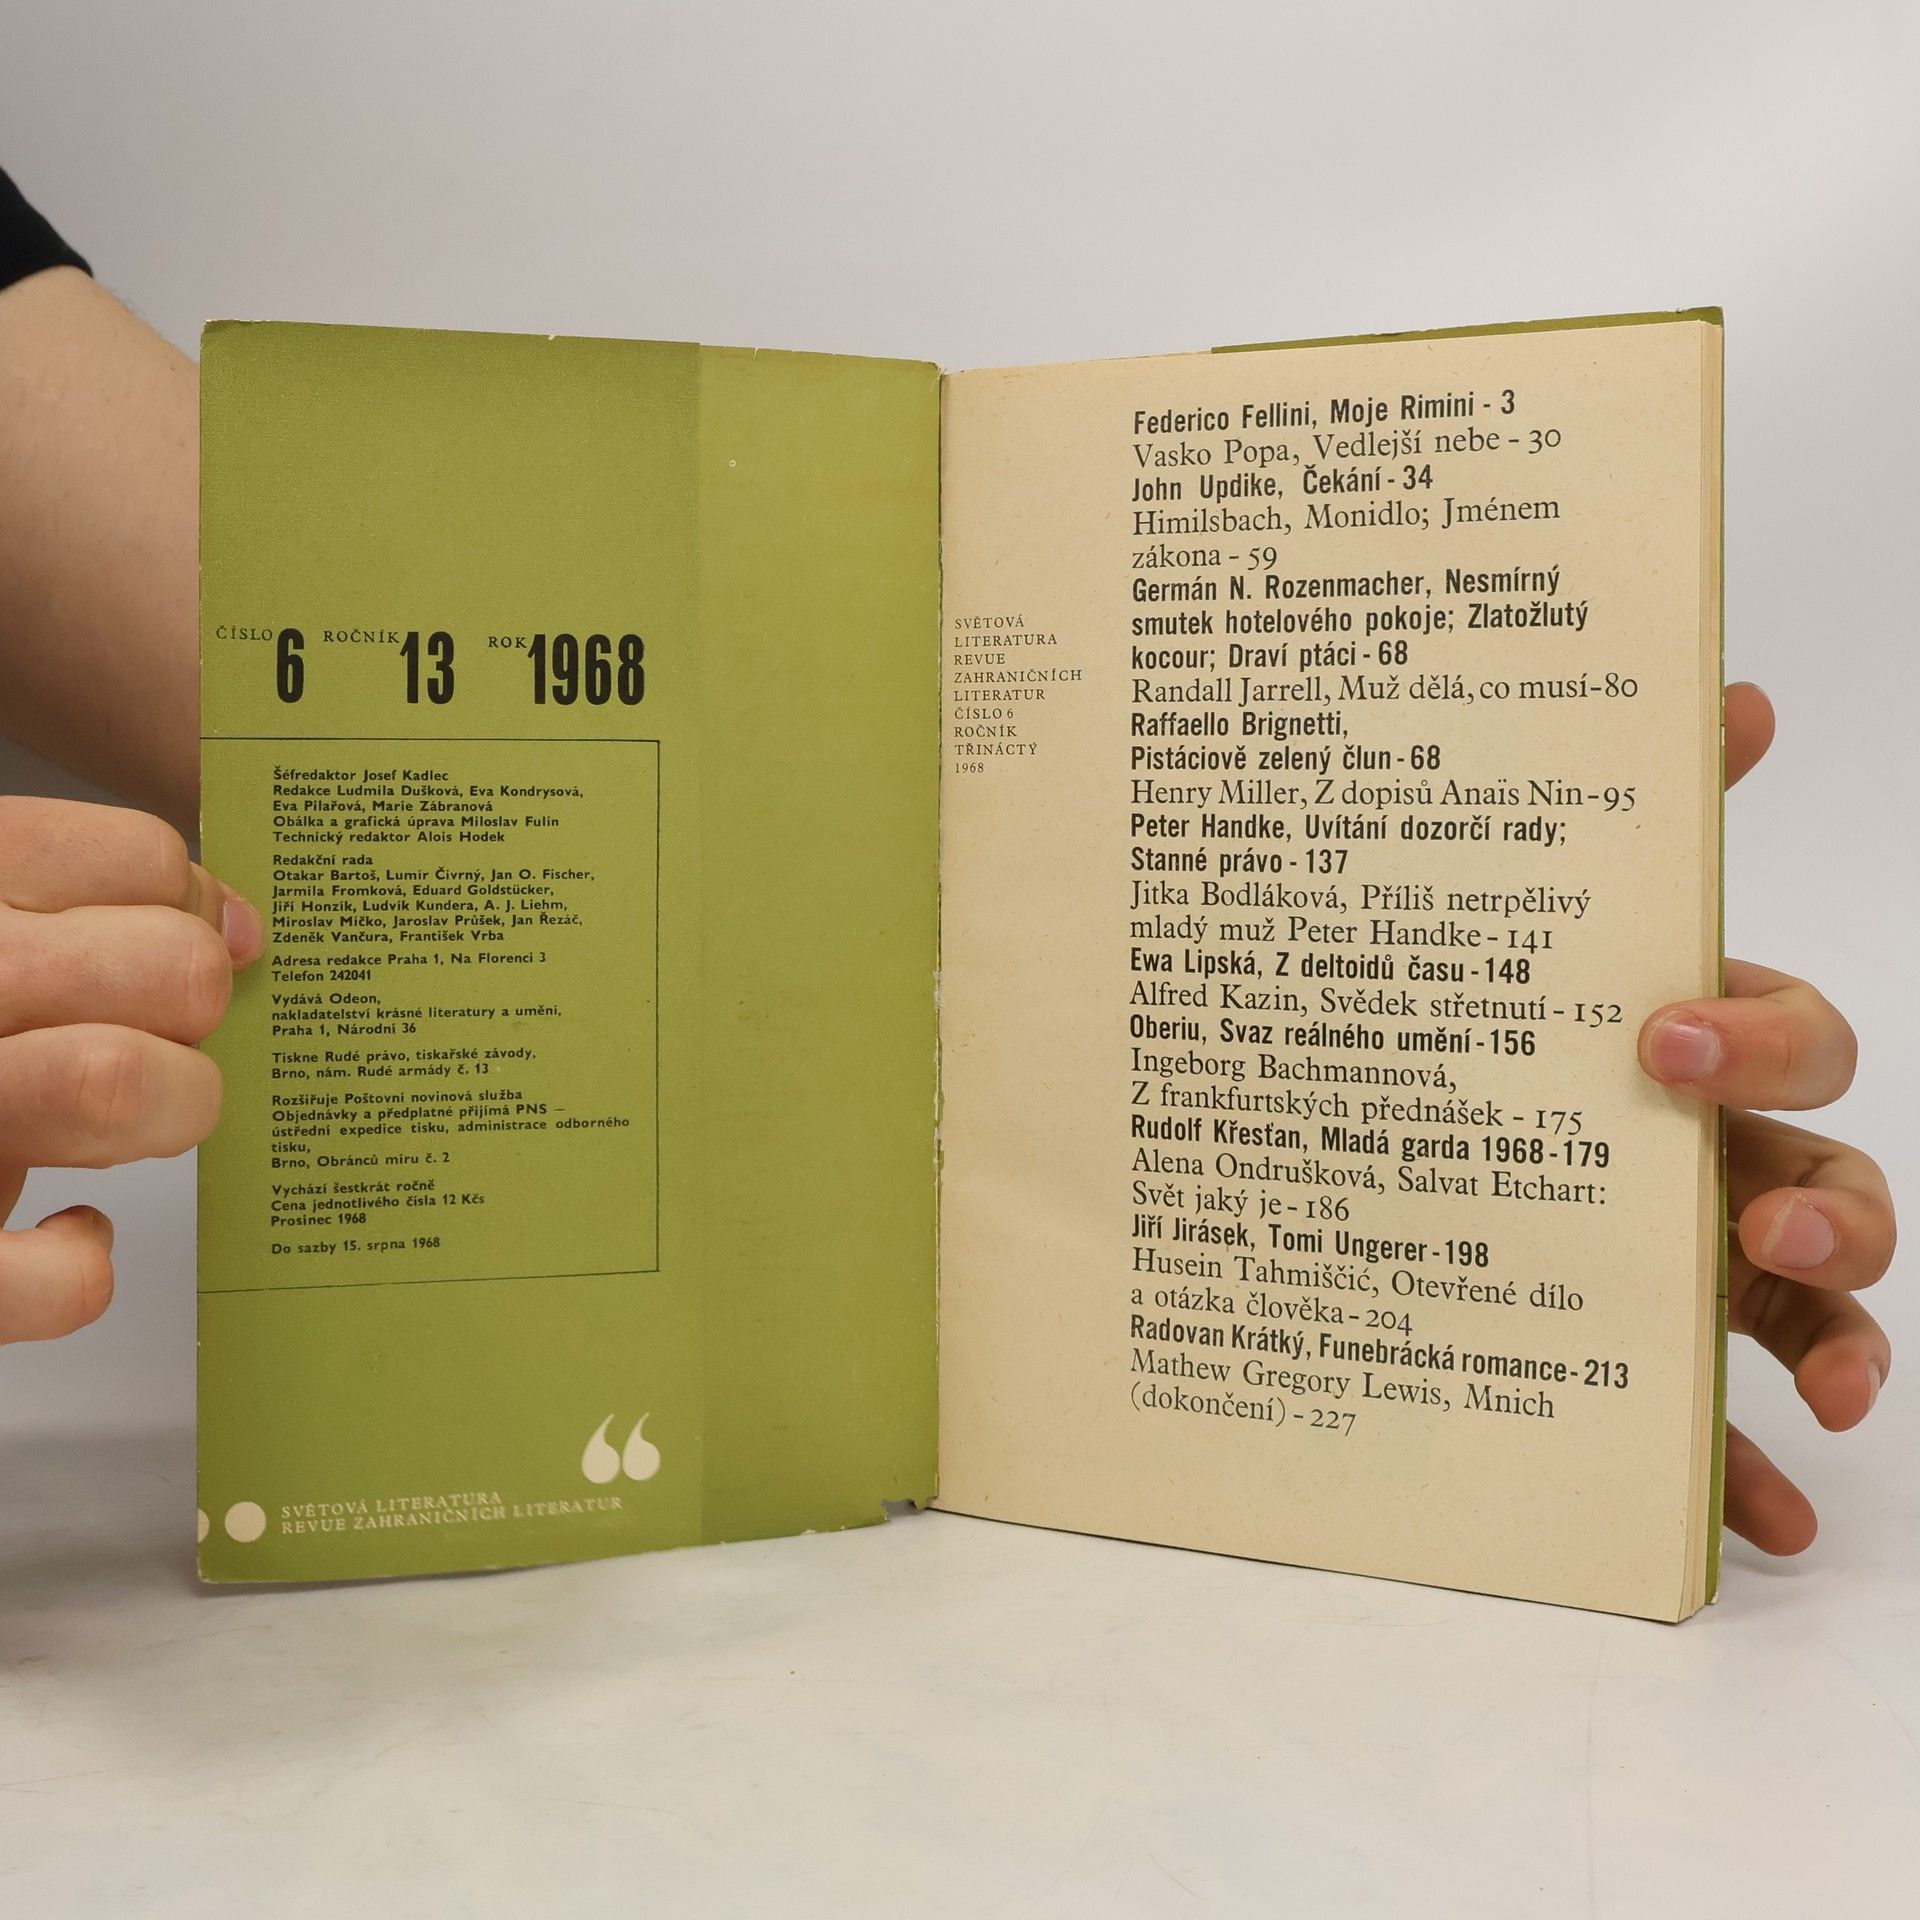 ČÍSLO 6 ROČNÍK 13 ROK 1968
Šéfredaktor Josef Kadlec
Redakce Ludmila Dušková, Eva Kondrysová,
Eva Pilařová, Marie Zábranová
Obálka a grafická úprava Miloslav Fulín
Technický redaktor Alois Hodek
Redakční rada
Otakar Bartoš, Lumír Čivrný, Jan O. Fischer,
Jarmila Fromková, Eduard Goldstücker,
Jiří Honzík, Ludvík Kundera, A. J. Liehm,
Miroslav Míčko, Jaroslav Průšek, Jan Řezáč,
Zdeněk Vančura, František Vrba
Adresa redakce Praha 1, Na Florenci 3
Telefon 242041
Vydává Odeon,
nakladatelství krásné literatury a umění,
Praha 1, Národní 36
Tiskne Rudé právo, tiskařské závody,
Brno, nám. Rudé armády č. 13
Rozšiřuje Poštovní novinová služba
Objednávky a předplatné přijímá PNS —
ústřední expedice tisku, administrace odborného
tisku,
Brno, Obránců míru č. 2
Vychází šestkrát ročně
Cena jednotlivého čísla 12 Kčs
Prosinec 1968
Do sazby 15. srpna 1968
“
SVĚTOVÁ LITERATURA
REVUE ZAHRANIČNÍCH LITERATUR
SVĚTOVÁ
LITERATURA
REVUE
ZAHRANIČNÍCH
LITERATUR
ČÍSLO 6
ROČNÍK
TŘINÁCTÝ
1968
Federico Fellini, Moje Rimini - 3
Vasko Popa, Vedlejší nebe - 30
John Updike, Čekání - 34
Himilsbach, Monidlo; Jménem
zákona - 59
Germán N. Rozenmacher, Nesmírný
smutek hotelového pokoje; Zlatožlutý
kocour; Draví ptáci - 68
Randall Jarrell, Muž dělá, co musí - 80
Raffaello Brignetti,
Pistáciově zelený člun - 68
Henry Miller, Z dopisů Anaïs Nin - 95
Peter Handke, Uvítání dozorčí rady;
Stanné právo - 137
Jitka Bodláková, Příliš netrpělivý
mladý muž Peter Handke - 141
Ewa Lipská, Z deltoidů času - 148
Alfred Kazin, Svědek střetnutí - 152
Oberiu, Svaz reálného umění - 156
Ingeborg Bachmannová,
Z frankfurtských přednášek - 175
Rudolf Křesťan, Mladá garda 1968 - 179
Alena Ondrušková, Salvat Etchart:
Svět jaký je - 186
Jiří Jirásek, Tomi Ungerer - 198
Husein Tahmiščić, Otevřené dílo
a otázka člověka - 204
Radovan Krátký, Funebrácká romance - 213
Mathew Gregory Lewis, Mnich
(dokončení) - 227